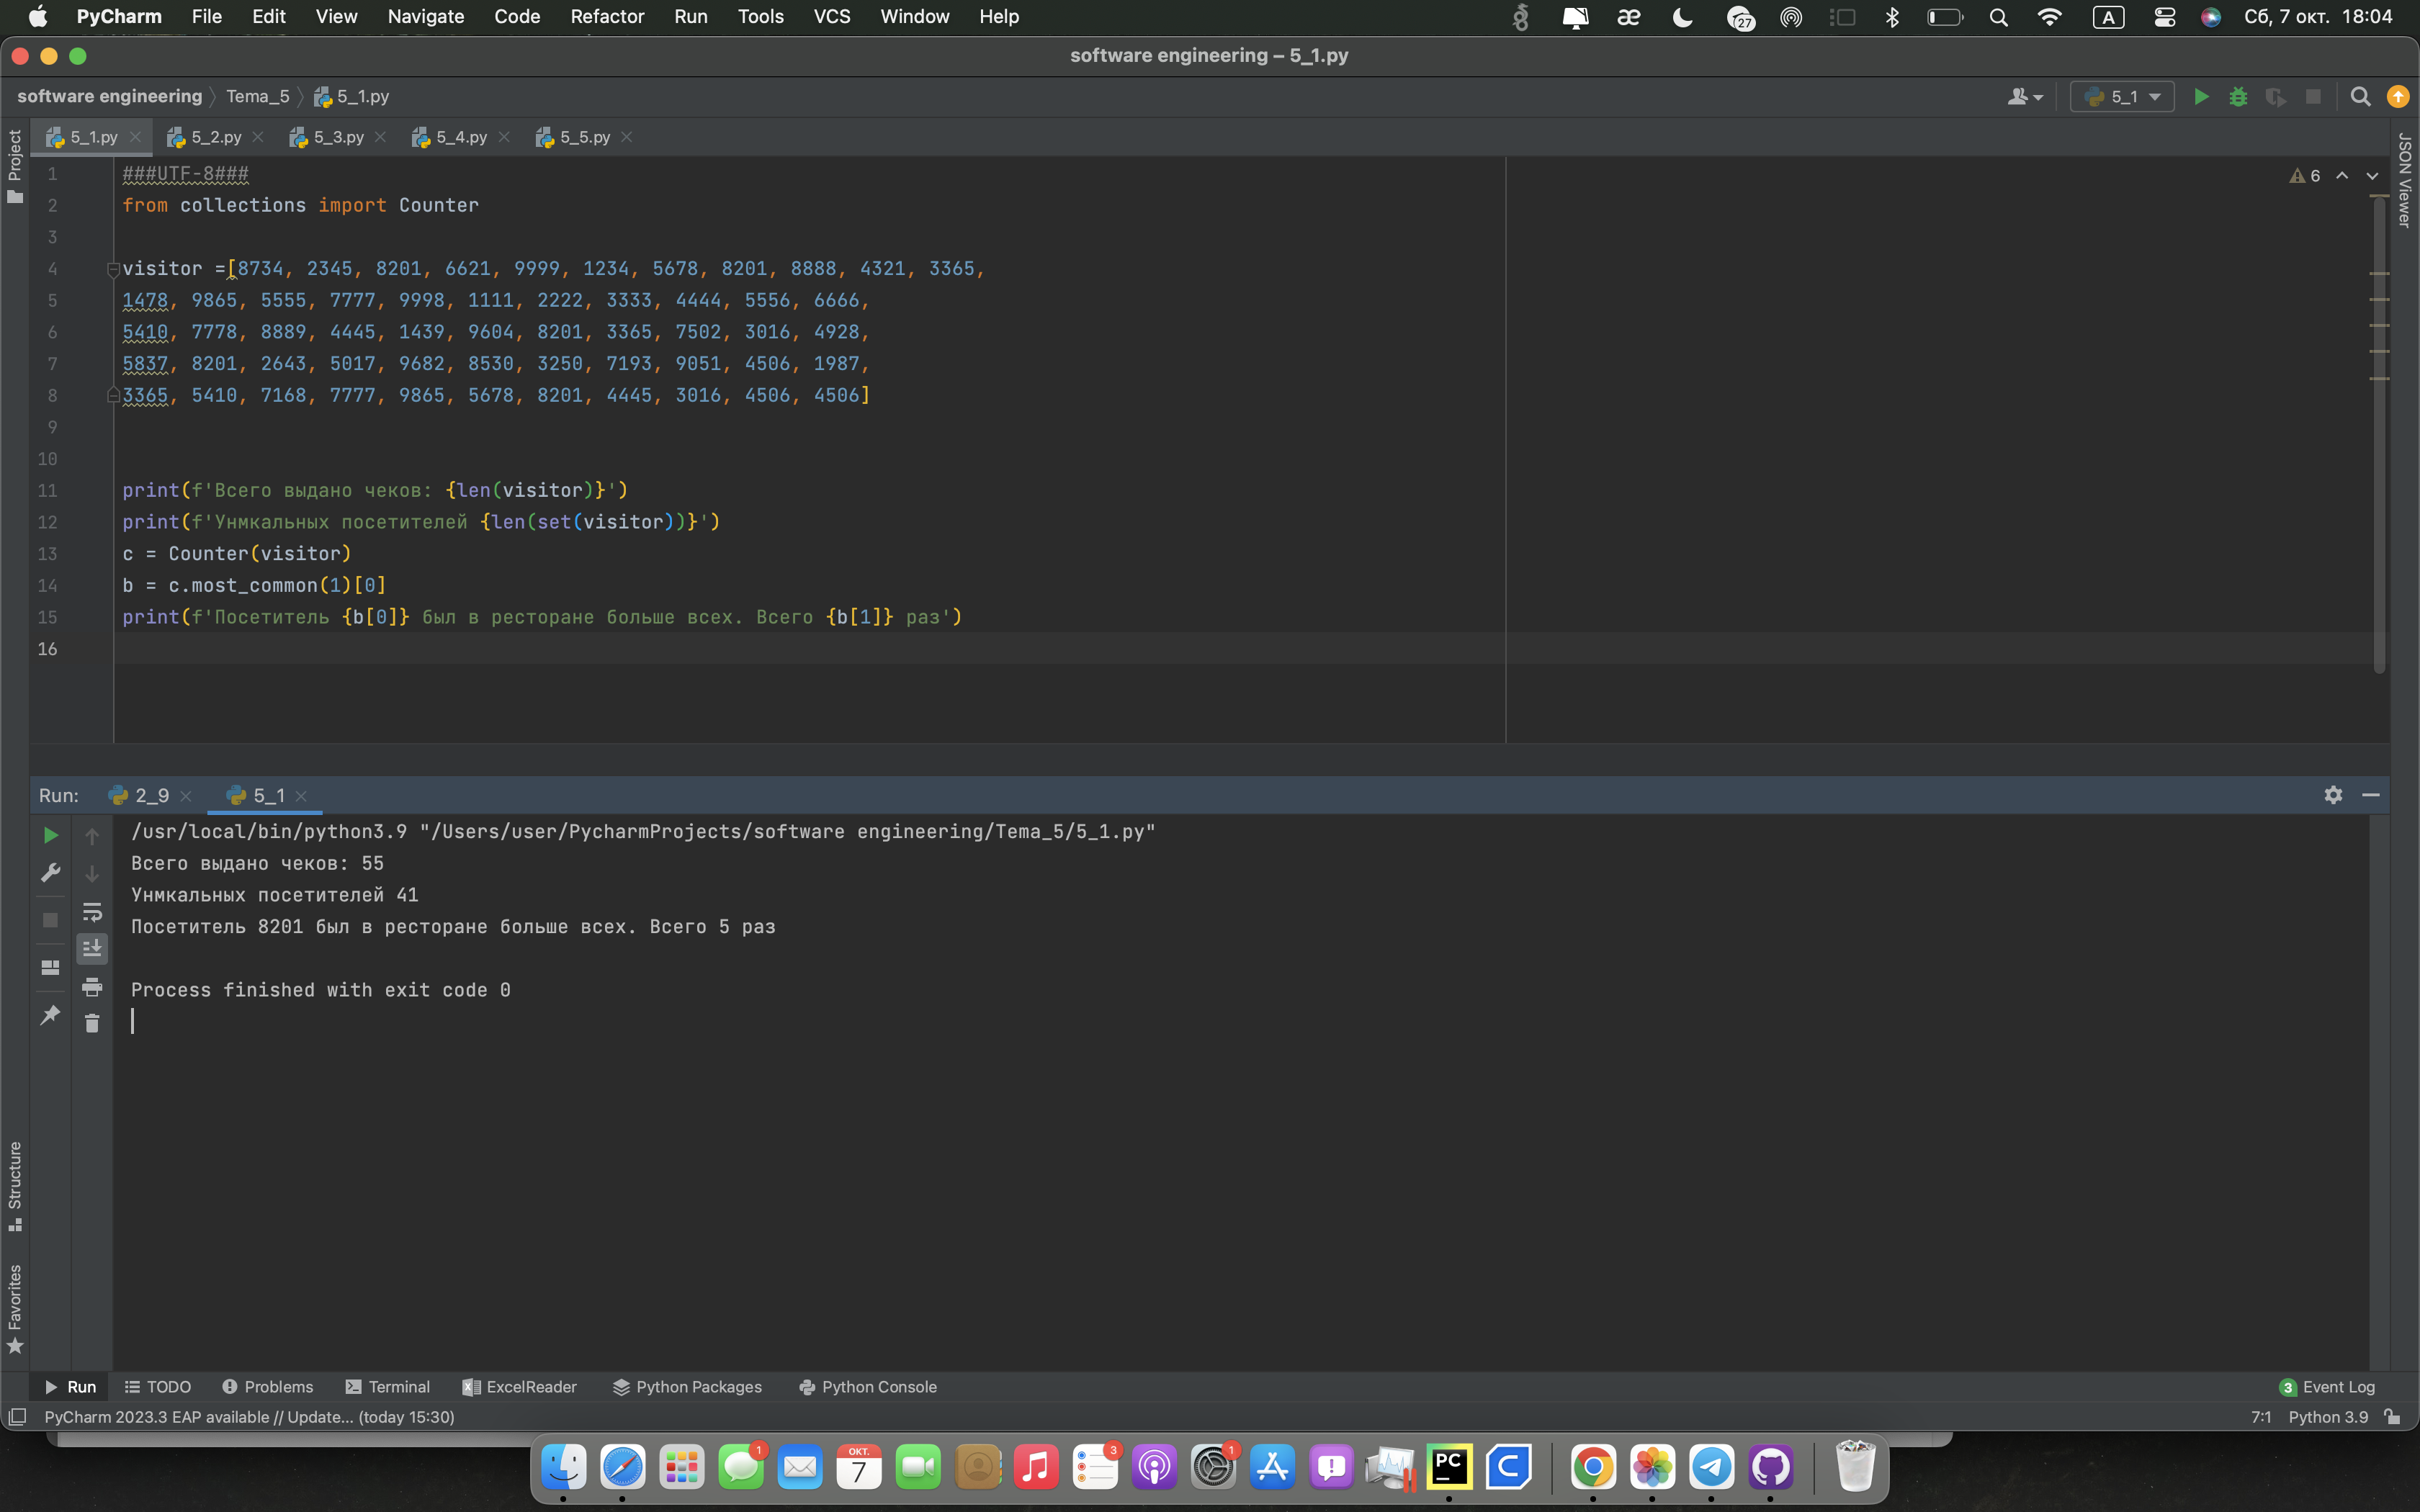 PyCharm File Edit View Navigate Code Refactor Run Tools VCS Window Help 27 A Сб, 7 окт. 18:04
software engineering – 5_1.py
software engineering Tema_5 5_1.py 5_1
Project 5_1.py 5_2.py 5_3.py 5_4.py 5_5.py JSON Viewer
1 ###UTF-8### 6
2 from collections import Counter
3
4 visitor =[8734, 2345, 8201, 6621, 9999, 1234, 5678, 8201, 8888, 4321, 3365,
5 1478, 9865, 5555, 7777, 9998, 1111, 2222, 3333, 4444, 5556, 6666,
6 5410, 7778, 8889, 4445, 1439, 9604, 8201, 3365, 7502, 3016, 4928,
7 5837, 8201, 2643, 5017, 9682, 8530, 3250, 7193, 9051, 4506, 1987,
8 3365, 5410, 7168, 7777, 9865, 5678, 8201, 4445, 3016, 4506, 4506]
9
10
11 print(f'Всего выдано чеков: {len(visitor)}')
12 print(f'Унмкальных посетителей {len(set(visitor))}')
13 c = Counter(visitor)
14 b = c.most_common(1)[0]
15 print(f'Посетитель {b[0]} был в ресторане больше всех. Всего {b[1]} раз')
16
Run: 2_9 5_1
/usr/local/bin/python3.9 "/Users/user/PycharmProjects/software engineering/Tema_5/5_1.py"
Всего выдано чеков: 55
Унмкальных посетителей 41
Посетитель 8201 был в ресторане больше всех. Всего 5 раз
Process finished with exit code 0
Structure
Favorites
Run TODO Problems Terminal ExcelReader Python Packages Python Console 3 Event Log
PyCharm 2023.3 EAP available // Update... (today 15:30) 7:1 Python 3.9
1 ОКТ. 7 3 1 PC